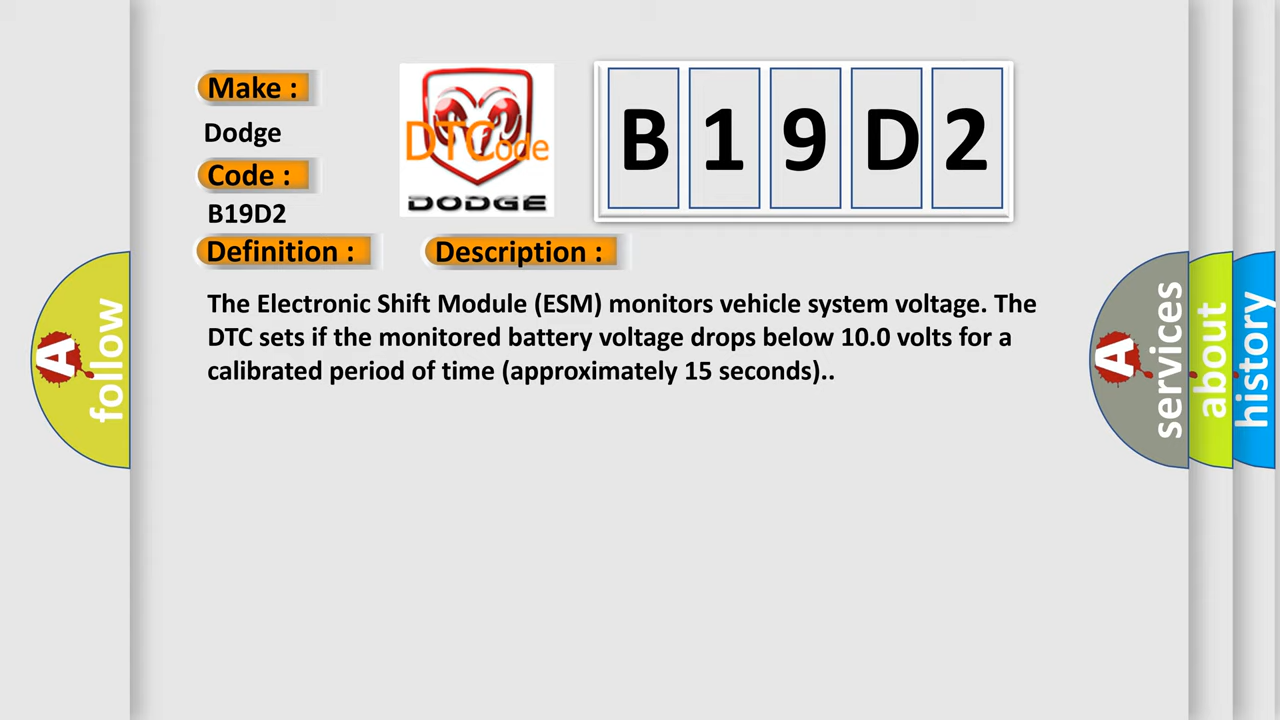 Make :
Dodge
Code :
B19D2
Definition :
Description :
The Electronic Shift Module (ESM) monitors vehicle system voltage. The
DTC sets if the monitored battery voltage drops below 10.0 volts for a
calibrated period of time (approximately 15 seconds)..
DTCode
DODGE
B 1 9 D 2
A
follow
A
services
about
history